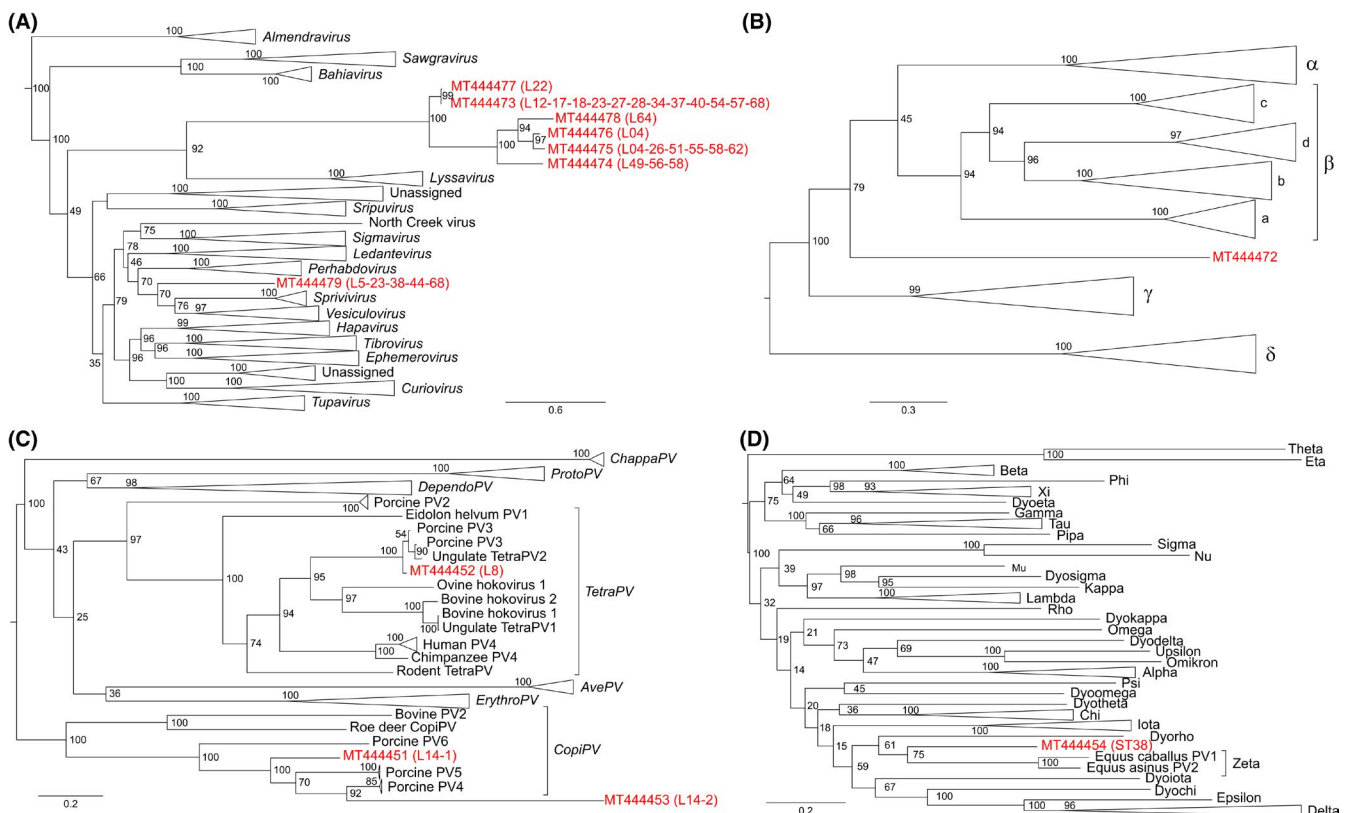 (A)
100
Almendravirus
100
Sawgravirus
100
100
Bahiavirus
100
MT444477 (L22)
99
MT444473 (L12-17-18-23-27-28-34-37-40-54-57-68)
100
MT444478 (L64)
94
MT444476 (L04)
100
97
MT444475 (L04-26-51-55-58-62)
92
100
MT444474 (L49-56-58)
100
Lyssavirus
100
Unassigned
100
Sripuvirus
49
North Creek virus
75
Sigmavirus
100
78
100
Ledantevirus
46
100
Perhabdovirus
66
70
MT444479 (L5-23-38-44-68)
70
100
Sprivivirus
79
76
97
Vesiculovirus
99
Hapavirus
96
100
Tibrovirus
96
100
Ephemerovirus
96
35
100
Unassigned
100
100
Curiovirus
100
Tupavirus
0.6
(B)
100
α
100
c
45
94
97
d
β
96
94
100
b
79
100
a
100
MT444472
99
γ
100
δ
0.3
(C)
100
ChappaPV
100
ProtoPV
67
98
DependoPV
100
100
Porcine PV2
Eidolon helvum PV1
97
54
Porcine PV3
Porcine PV3
43
100
90
Ungulate TetraPV2
MT444452 (L8)
95
TetraPV
100
Ovine hokovirus 1
97
Bovine hokovirus 2
94
100
Bovine hokovirus 1
25
100
Ungulate TetraPV1
74
100
Human PV4
100
Chimpanzee PV4
Rodent TetraPV
36
100
AvePV
100
ErythroPV
100
Bovine PV2
Roe deer CopiPV
100
Porcine PV6
CopiPV
100
MT444451 (L14-1)
100
100
Porcine PV5
70
85
Porcine PV4
92
MT444453 (L14-2)
0.2
(D)
Theta
100
Eta
100
Beta
64
Phi
98
93
Xi
75
49
Dyoeta
100
Gamma
96
Tau
66
Pipa
100
Sigma
100
Nu
39
98
Mu
95
Dyosigma
97
Kappa
100
Lambda
32
Rho
Dyokappa
21
Omega
19
73
Dyodelta
69
Upsilon
100
47
Omikron
14
100
Alpha
Psi
45
Dyoomega
20
Dyotheta
36
100
Chi
18
100
Iota
Dyorho
15
61
MT444454 (ST38)
75
Equus caballus PV1
Zeta
100
Equus asinus PV2
59
Dyoiota
67
Dyochi
100
Epsilon
100
96
Delta
0.2